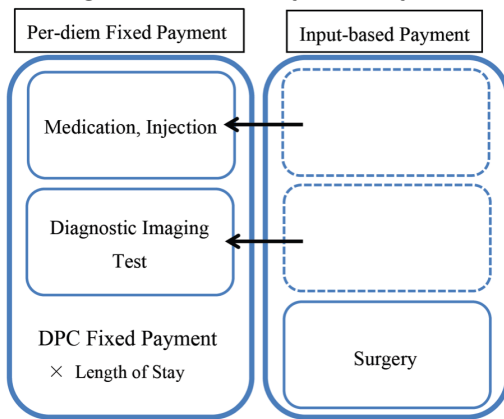 Per-diem Fixed Payment
Input-based Payment
Medication, Injection
Diagnostic Imaging
Test
DPC Fixed Payment
× Length of Stay
Surgery